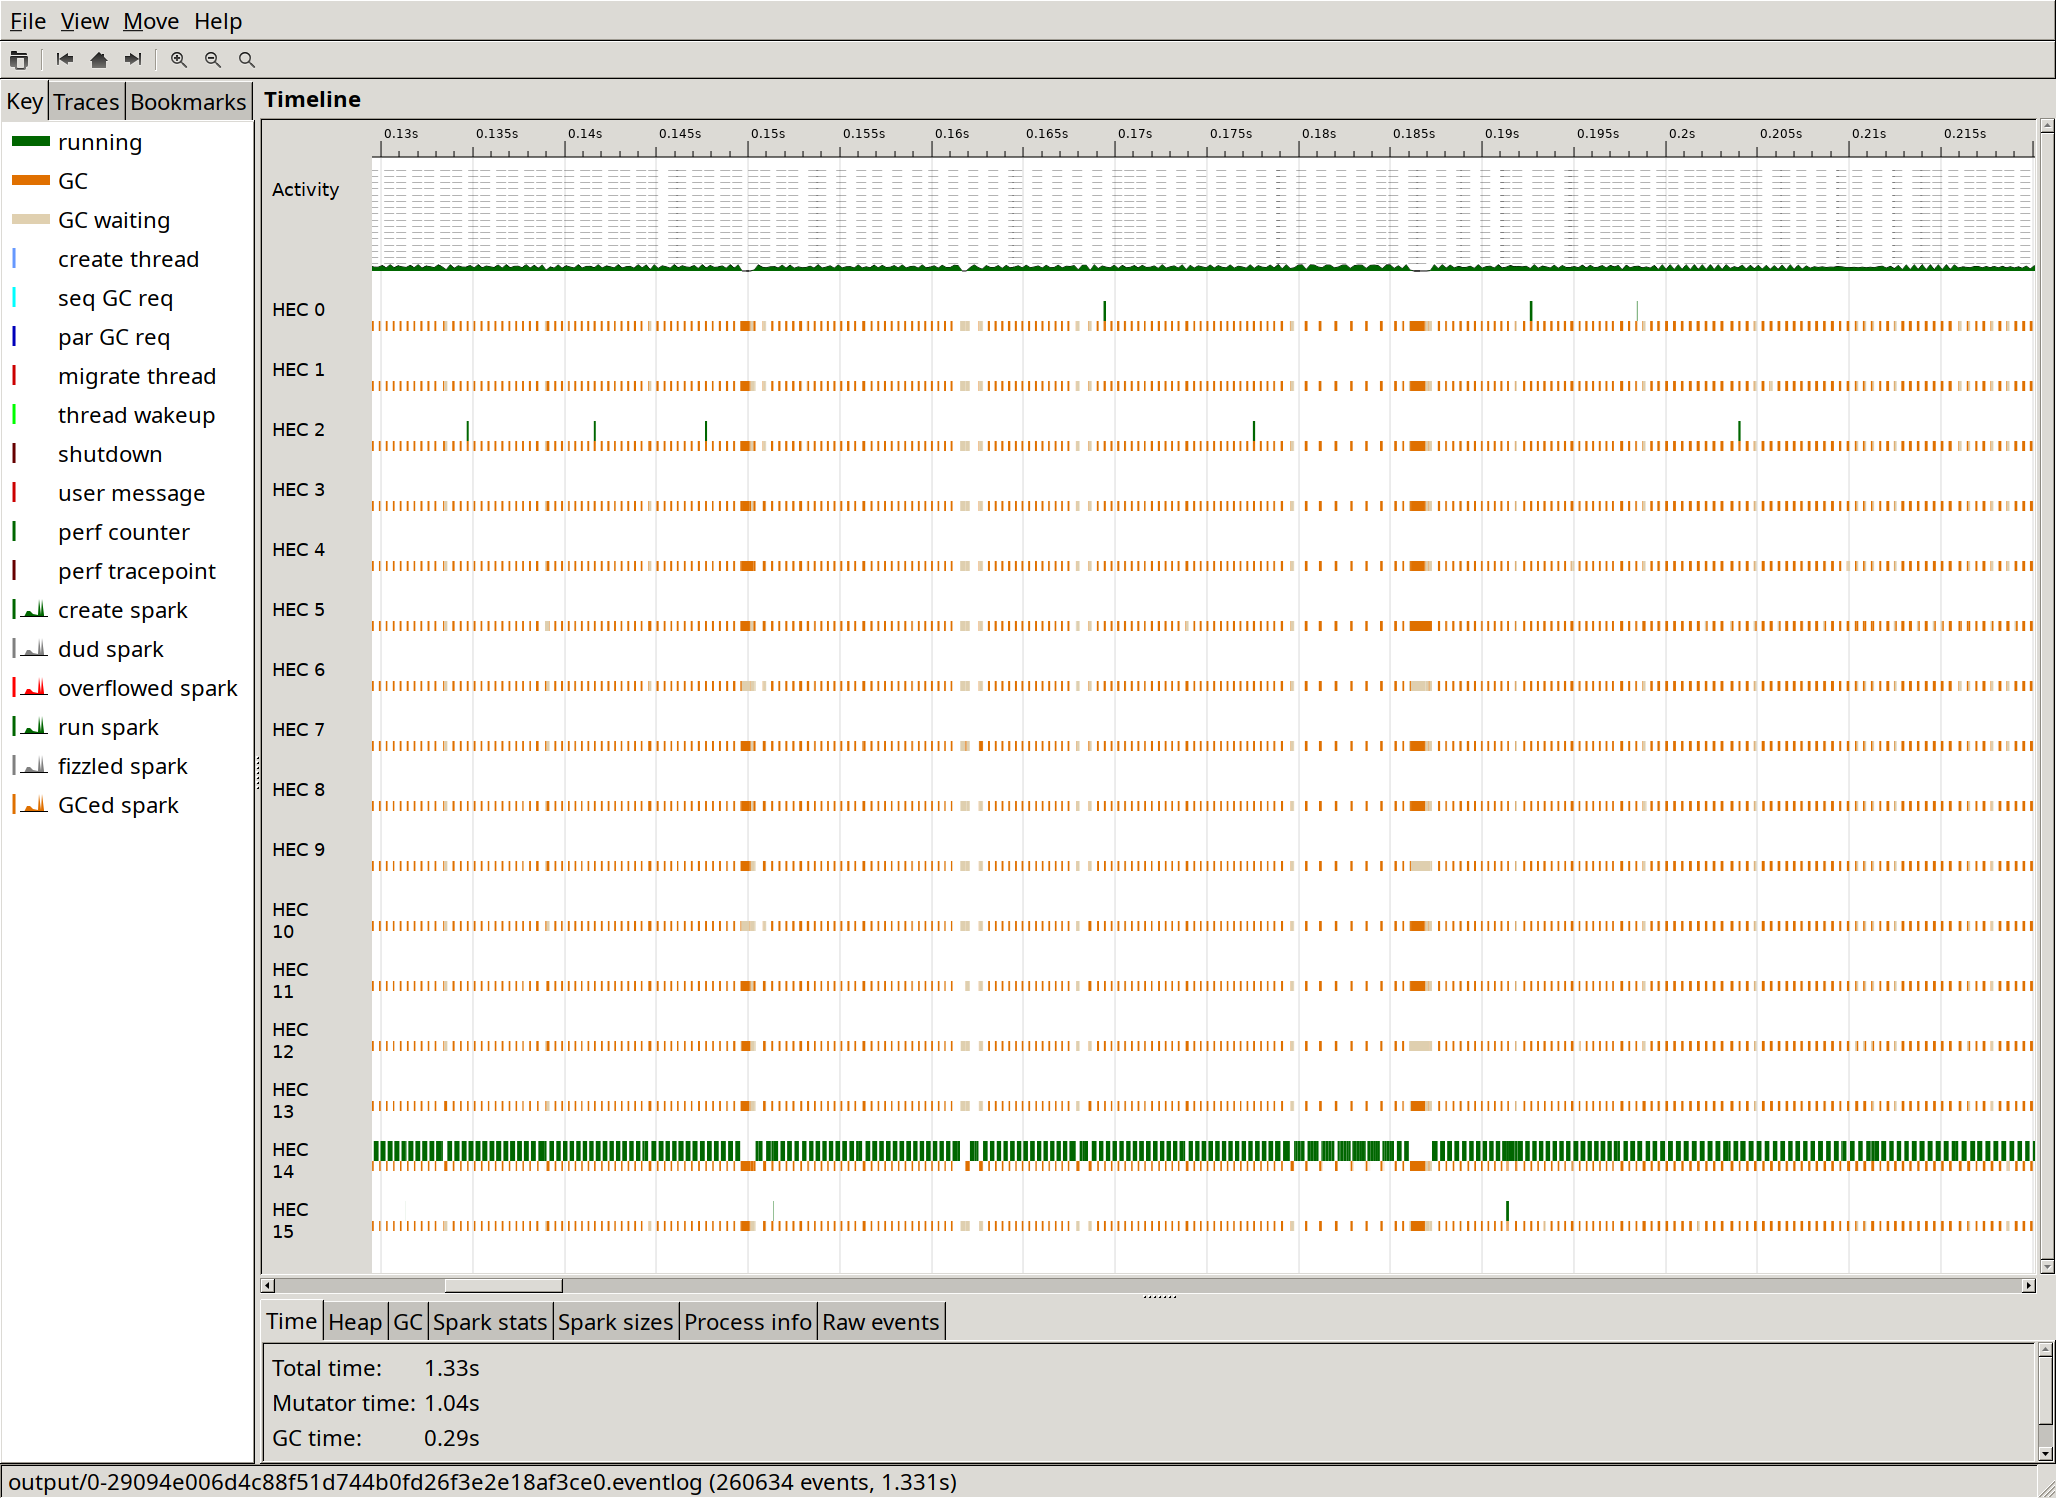 File View Move Help
Key Traces Bookmarks
Timeline
running
GC
GC waiting
create thread
seq GC req
par GC req
migrate thread
thread wakeup
shutdown
user message
perf counter
perf tracepoint
create spark
dud spark
overflowed spark
run spark
fizzled spark
GCed spark
0.13s 0.135s 0.14s 0.145s 0.15s 0.155s 0.16s 0.165s 0.17s 0.175s 0.18s 0.185s 0.19s 0.195s 0.2s 0.205s 0.21s 0.215s
Activity
HEC 0
HEC 1
HEC 2
HEC 3
HEC 4
HEC 5
HEC 6
HEC 7
HEC 8
HEC 9
HEC
10
HEC
11
HEC
12
HEC
13
HEC
14
HEC
15
Time Heap GC Spark stats Spark sizes Process info Raw events
Total time: 1.33s
Mutator time: 1.04s
GC time: 0.29s
output/0-29094e006d4c88f51d744b0fd26f3e2e18af3ce0.eventlog (260634 events, 1.331s)